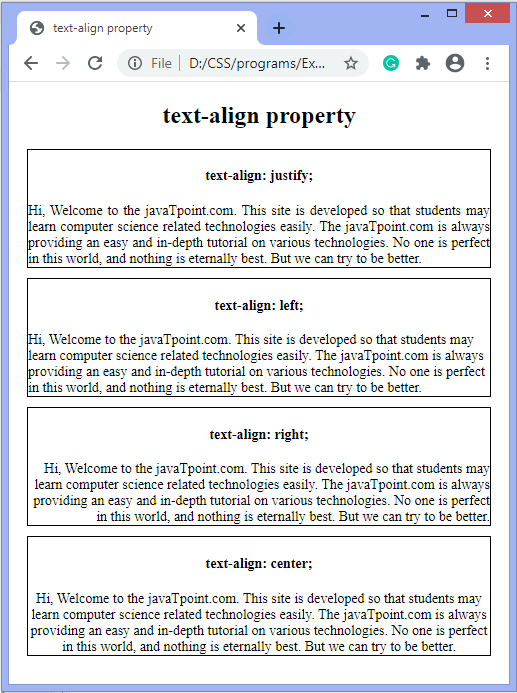 text-align property
File
D:/CSS/programs/Ex...
text-align property
text-align: justify;
Hi, Welcome to the javaTpoint.com. This site is developed so that students may
learn computer science related technologies easily. The javaTpoint.com is always
providing an easy and in-depth tutorial on various technologies. No one is perfect
in this world, and nothing is eternally best. But we can try to be better.
text-align: left;
Hi, Welcome to the javaTpoint.com. This site is developed so that students may
learn computer science related technologies easily. The javaTpoint.com is always
providing an easy and in-depth tutorial on various technologies. No one is perfect
in this world, and nothing is eternally best. But we can try to be better.
text-align: right;
Hi, Welcome to the javaTpoint.com. This site is developed so that students may
learn computer science related technologies easily. The javaTpoint.com is always
providing an easy and in-depth tutorial on various technologies. No one is perfect
in this world, and nothing is eternally best. But we can try to be better.
text-align: center;
Hi, Welcome to the javaTpoint.com. This site is developed so that students may
learn computer science related technologies easily. The javaTpoint.com is always
providing an easy and in-depth tutorial on various technologies. No one is perfect
in this world, and nothing is eternally best. But we can try to be better.